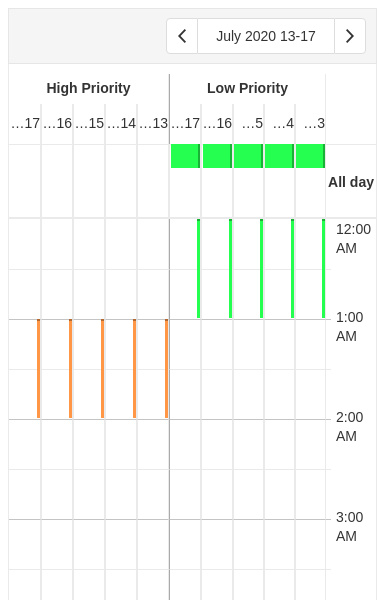 July 2020 13-17
High Priority Low Priority
...17 ...16 ...15 ...14 ...13 ...17 ...16 ...5 ...4 ...3
All day
12:00
AM
1:00
AM
2:00
AM
3:00
AM